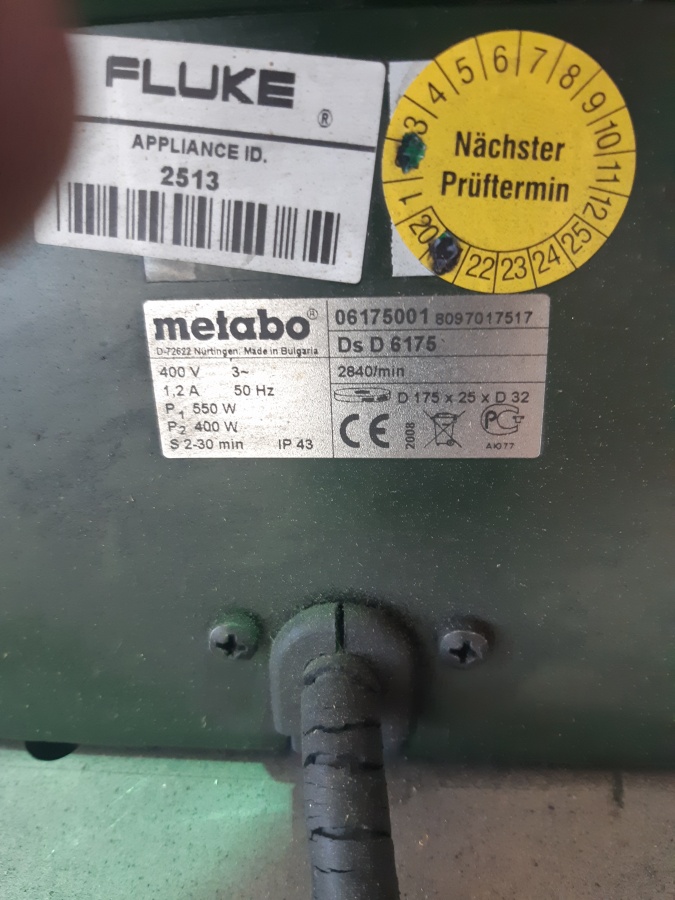 FLUKE
®
APPLIANCE ID.
2513
Nächster
Prüftermin
1 3 4 5 6 7 8 9 10 11 12
20 22 23 24 25
metabo®
D-72622 Nürtingen. Made in Bulgaria
400 V 3~
1,2 A 50 Hz
P1 550 W
P2 400 W
S 2-30 min IP 43
06175001 8097017517
Ds D 6175
2840/min
D 175 x 25 x D 32
CE 2008
АЮ77